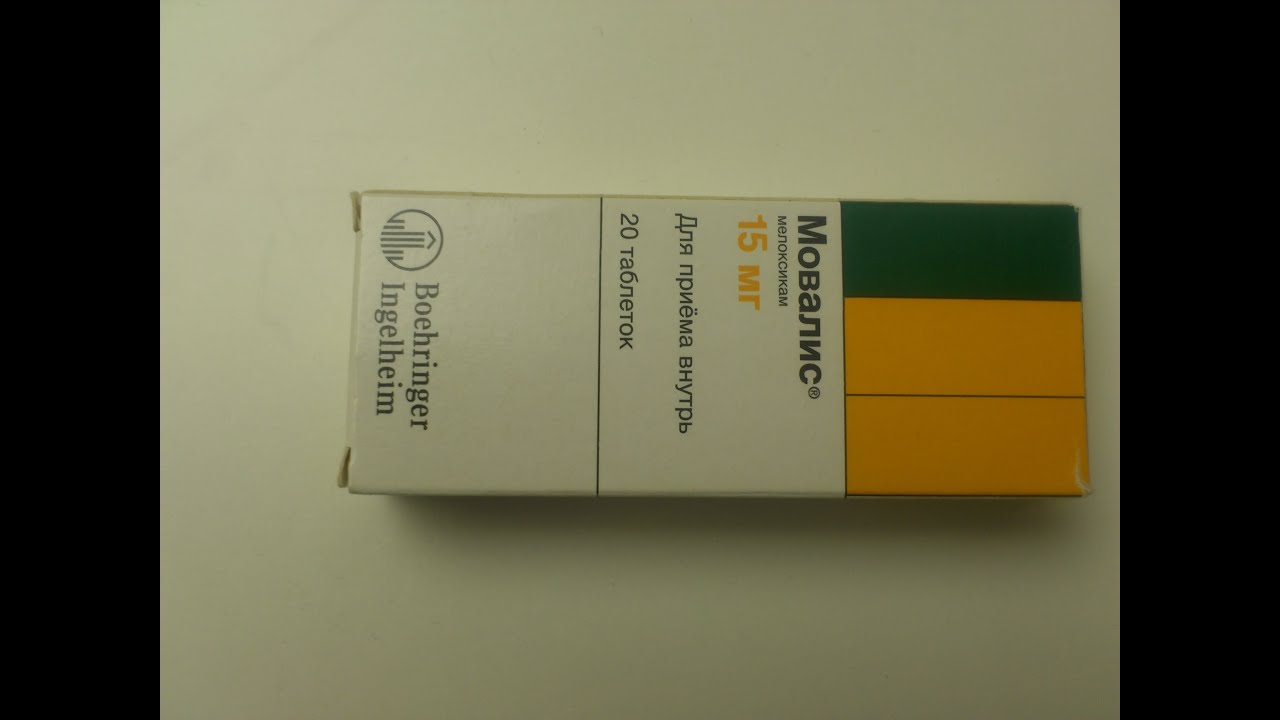 Мовалис®
мелоксикам
15 мг
Для приёма внутрь
20 таблеток
Boehringer
Ingelheim